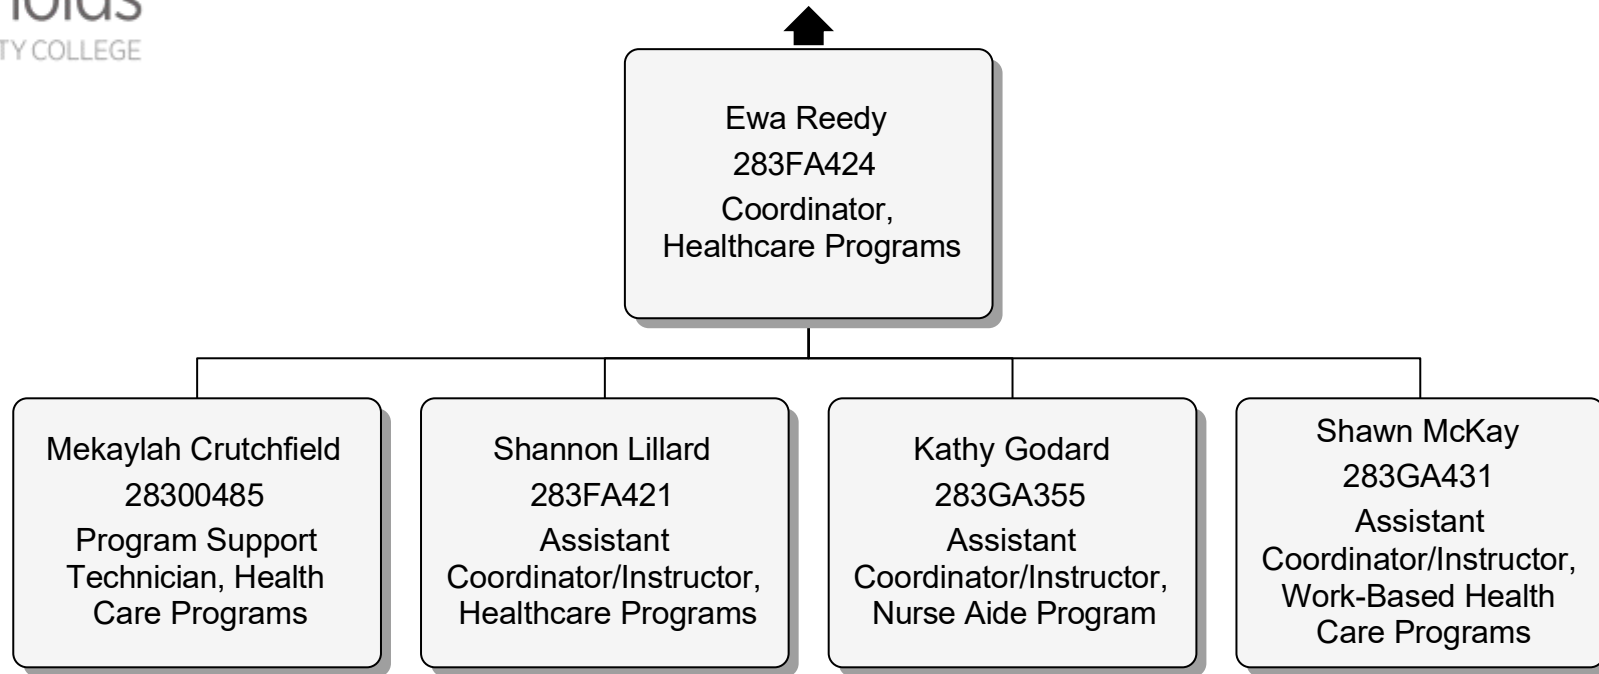 TY COLLEGE
Ewa Reedy
283FA424
Coordinator,
Healthcare Programs
Mekaylah Crutchfield
28300485
Program Support
Technician, Health
Care Programs
Shannon Lillard
283FA421
Assistant
Coordinator/Instructor,
Healthcare Programs
Kathy Godard
283GA355
Assistant
Coordinator/Instructor,
Nurse Aide Program
Shawn McKay
283GA431
Assistant
Coordinator/Instructor,
Work-Based Health
Care Programs